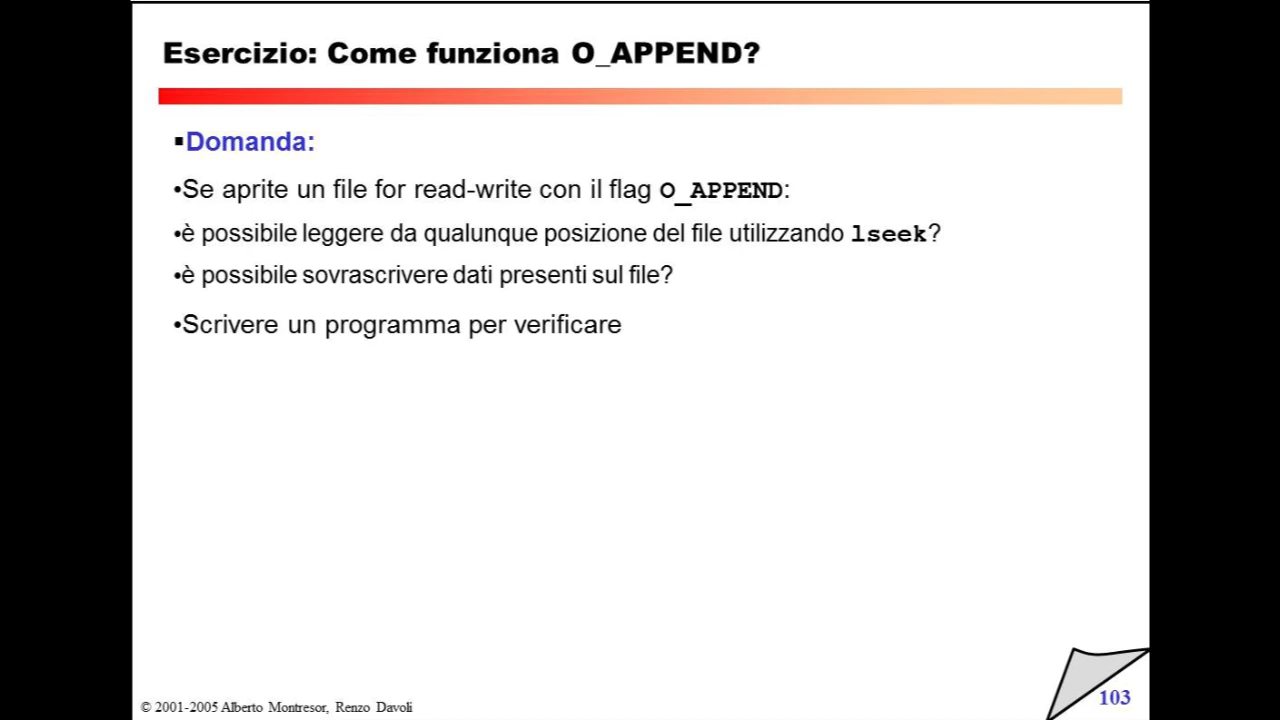 Esercizio: Come funziona O_APPEND?
▪Domanda:
•Se aprite un file for read-write con il flag O_APPEND:
•è possibile leggere da qualunque posizione del file utilizzando lseek?
•è possibile sovrascrivere dati presenti sul file?
•Scrivere un programma per verificare
© 2001-2005 Alberto Montresor, Renzo Davoli
103